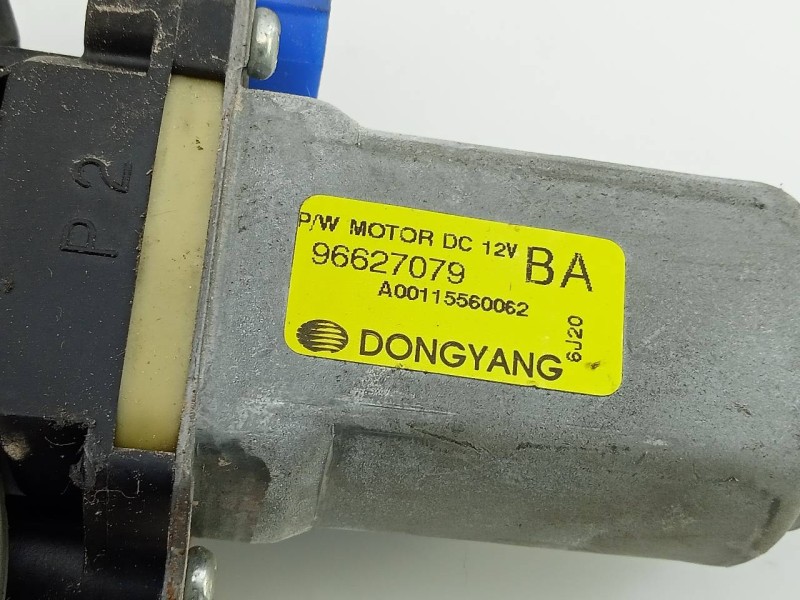 P2
P/W MOTOR DC 12V
96627079 BA
A00115560062
DONGYANG
6J20